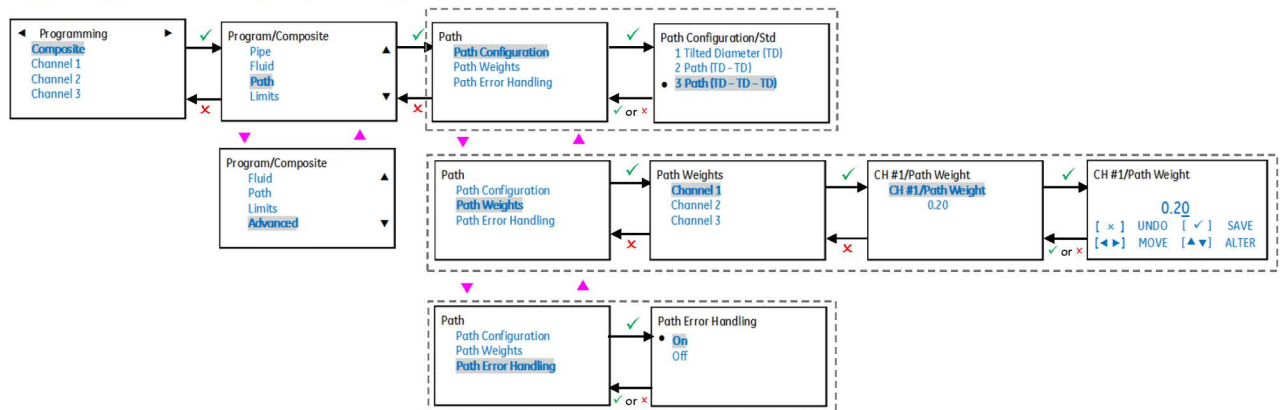 ◄ Programming ►
Composite
Channel 1
Channel 2
Channel 3
✓
×
Program/Composite
Pipe ▲
Fluid
Path
Limits ▼
✓
×
Path
Path Configuration
Path Weights
Path Error Handling
✓
✓ or ×
Path Configuration/Std
1 Tilted Diameter (TD)
2 Path (TD - TD)
• 3 Path (TD – TD – TD)
▼ ▲
▼ ▲
Program/Composite
Fluid ▲
Path
Limits
Advanced ▼
Path
Path Configuration
Path Weights
Path Error Handling
✓
×
Path Weights
Channel 1
Channel 2
Channel 3
✓
×
CH #1/Path Weight
CH #1/Path Weight
0.20
✓
✓ or ×
CH #1/Path Weight
0.20
[ × ] UNDO [ ✓ ] SAVE
[◄ ►] MOVE [▲ ▼] ALTER
▼ ▲
Path
Path Configuration
Path Weights
Path Error Handling
✓
✓ or ×
Path Error Handling
• On
Off